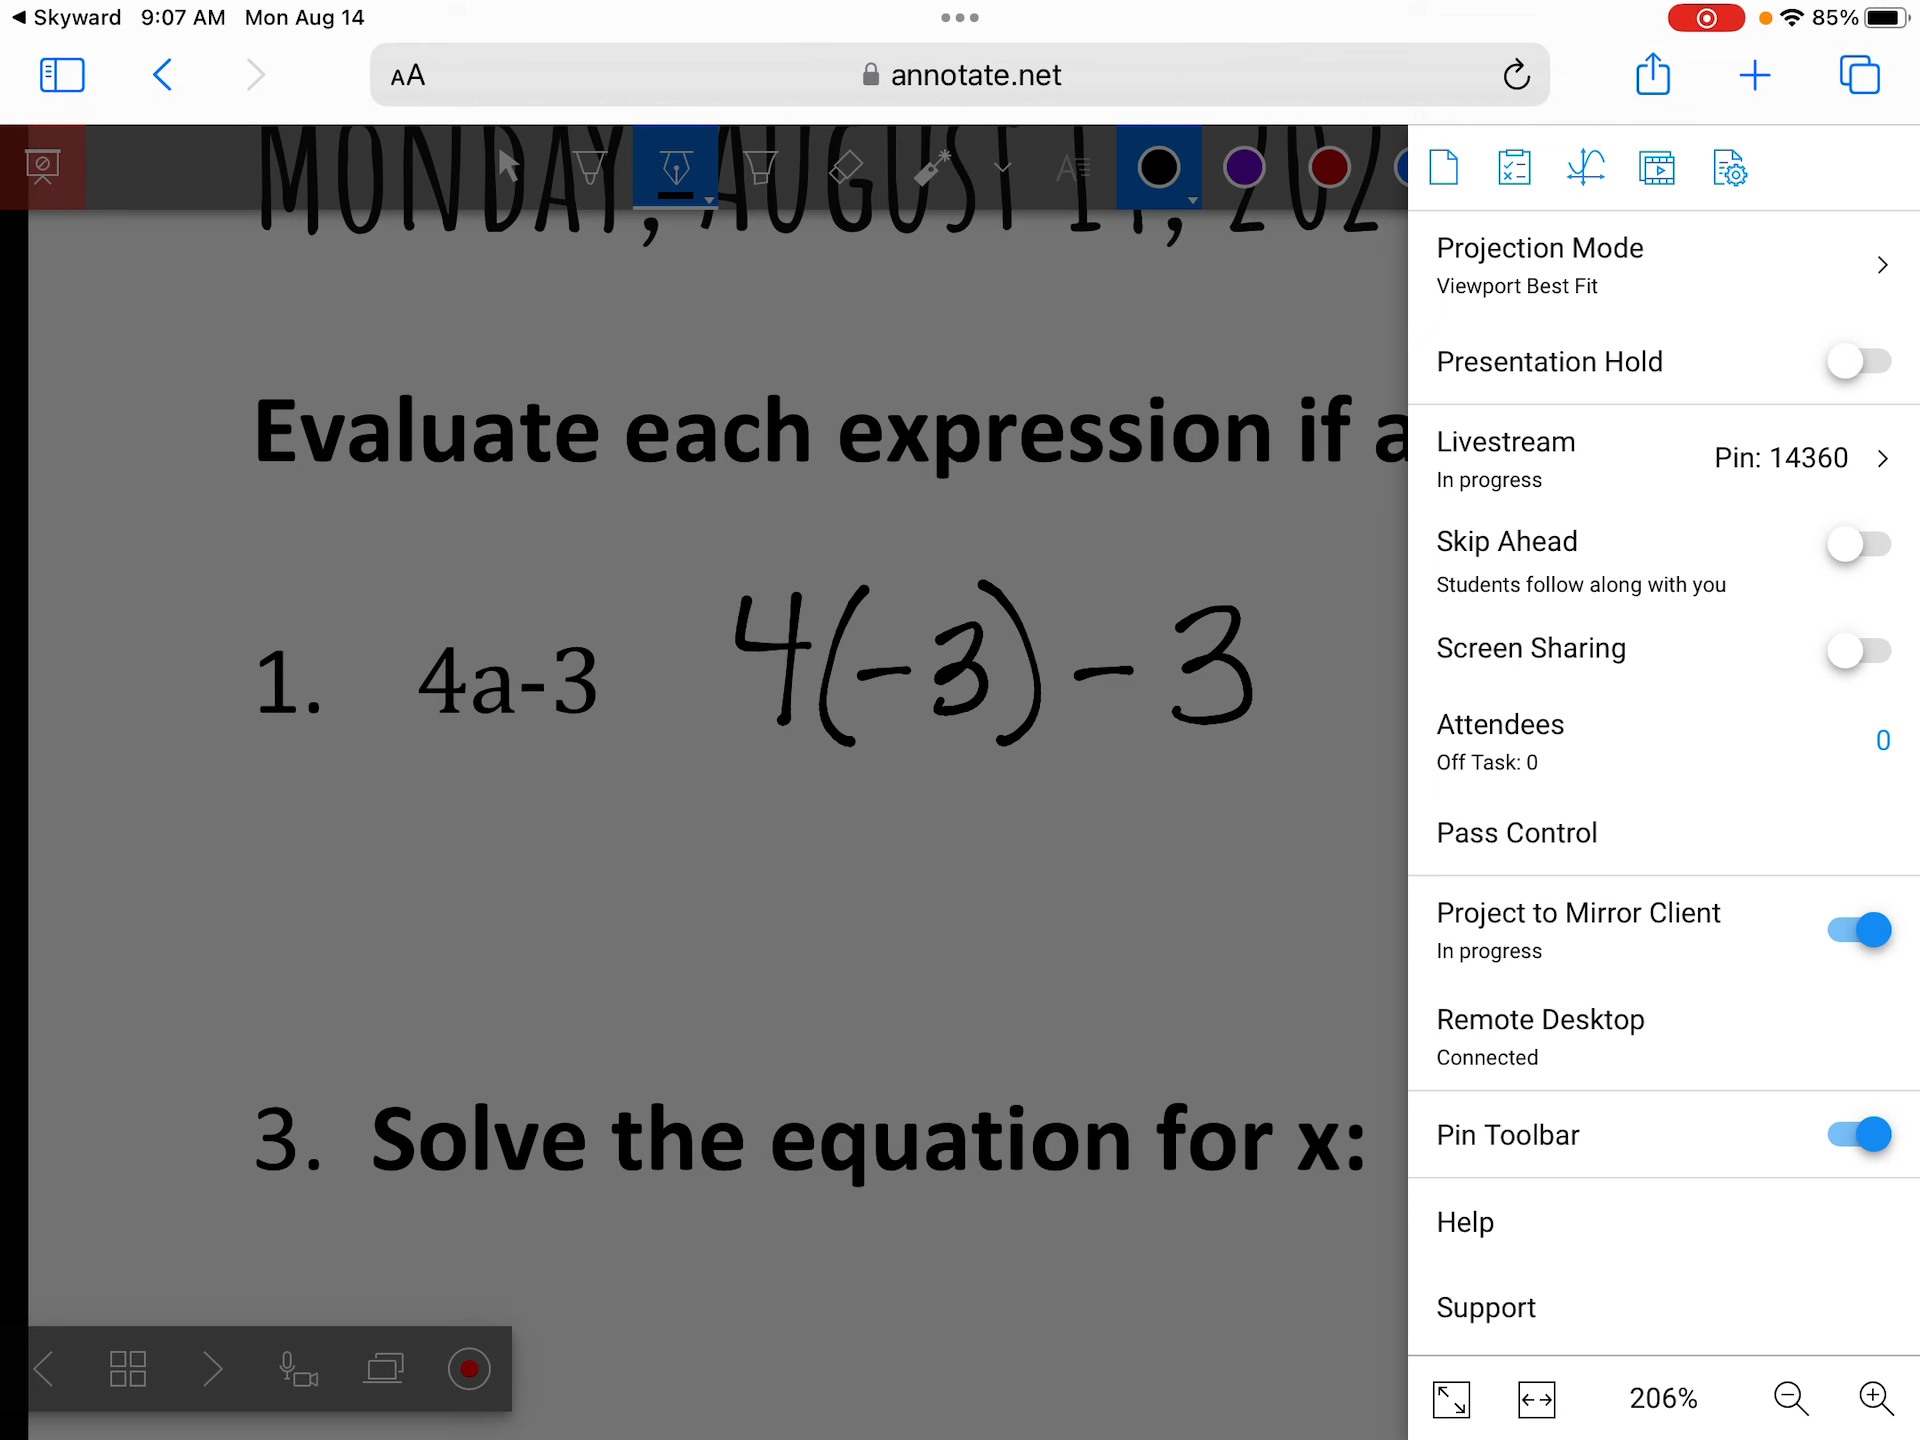 Skyward 9:07 AM Mon Aug 14
85%
AA annotate.net
MONDAY, AUGUST 14, 202
Evaluate each expression if a
1. 4a-3 4(-3)-3
3. Solve the equation for x:
Projection Mode
Viewport Best Fit
Presentation Hold
Livestream
In progress
Pin: 14360
Skip Ahead
Students follow along with you
Screen Sharing
Attendees
Off Task: 0
0
Pass Control
Project to Mirror Client
In progress
Remote Desktop
Connected
Pin Toolbar
Help
Support
206%